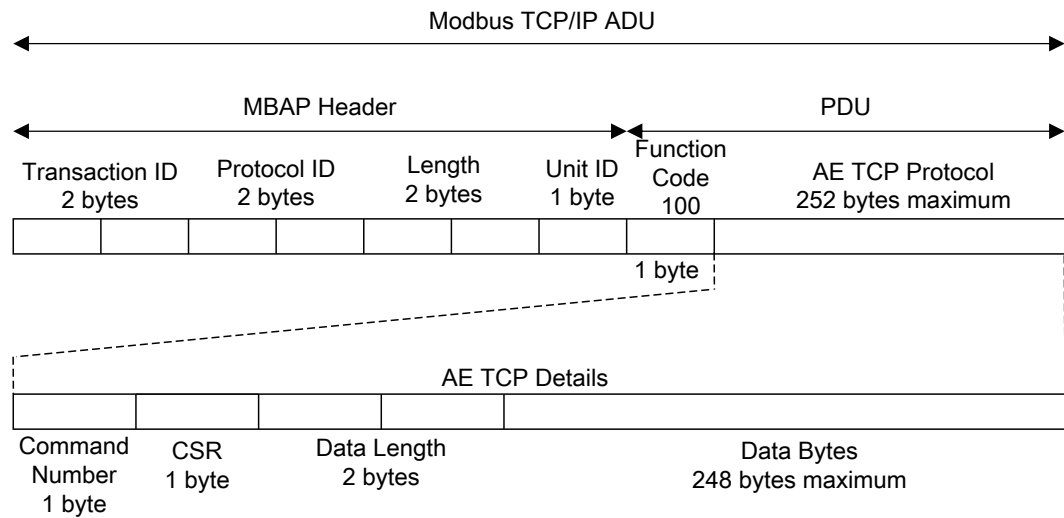 Modbus TCP/IP ADU
MBAP Header
PDU
Transaction ID
2 bytes
Protocol ID
2 bytes
Length
2 bytes
Unit ID
1 byte
Function
Code
100
AE TCP Protocol
252 bytes maximum
1 byte
AE TCP Details
Command
Number
1 byte
CSR
1 byte
Data Length
2 bytes
Data Bytes
248 bytes maximum